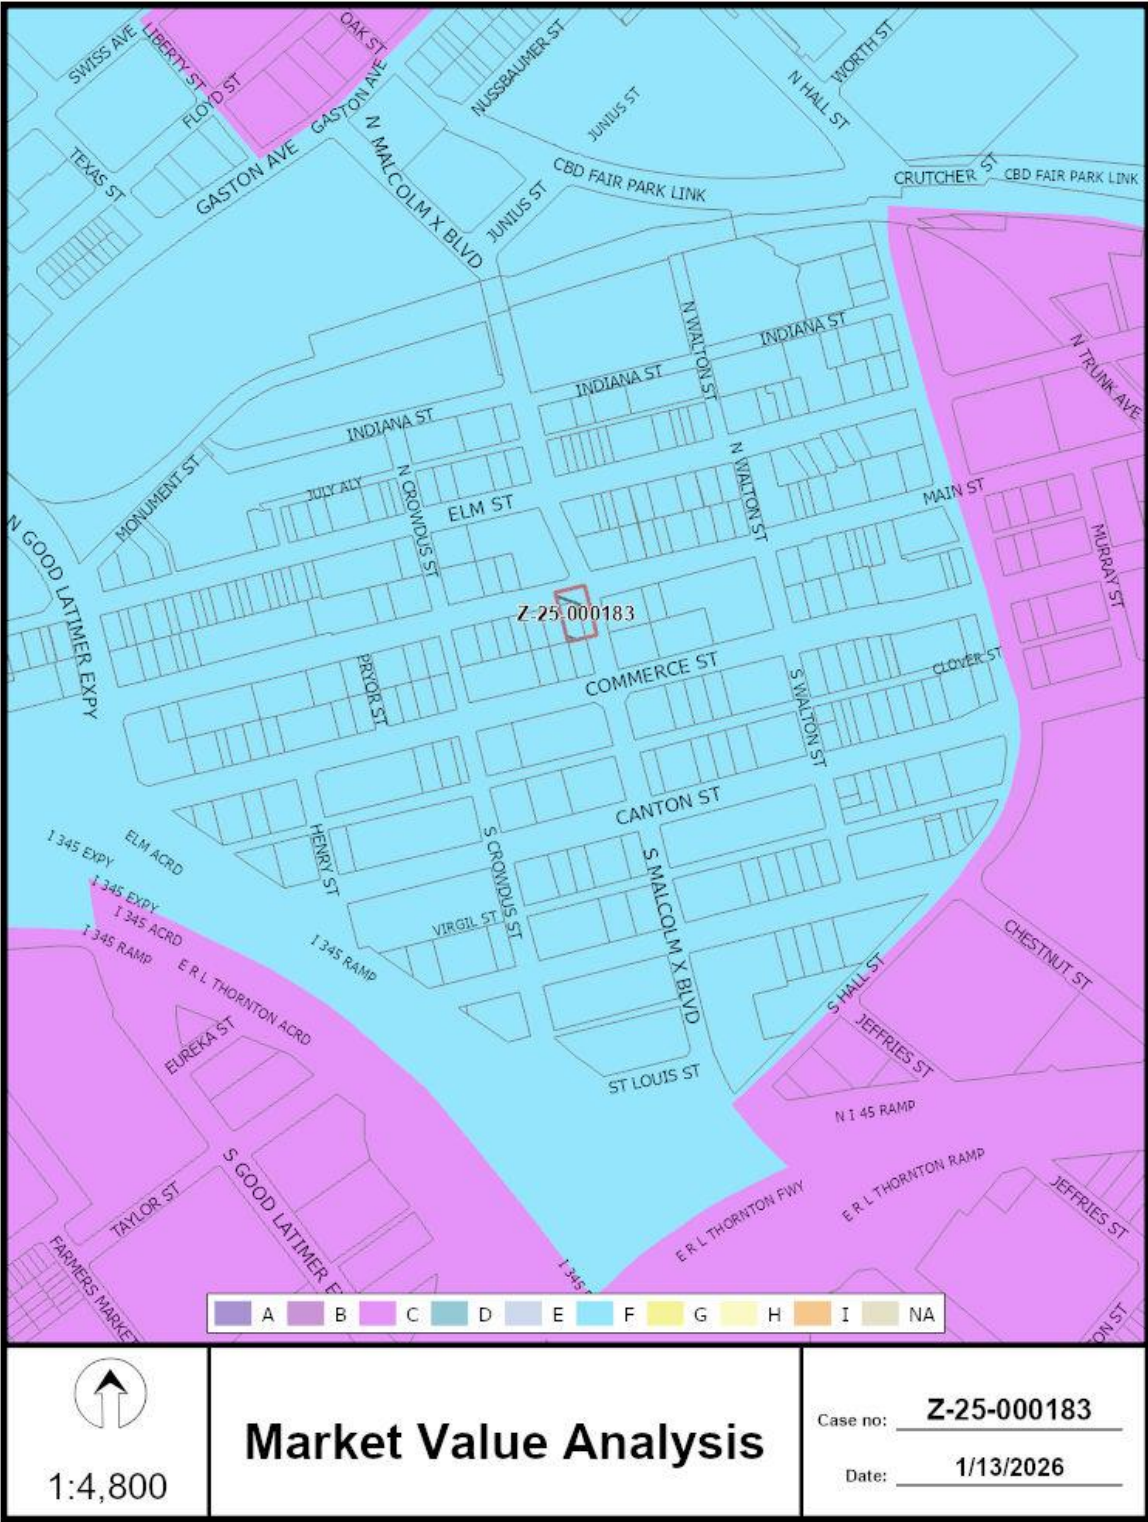 SWISS AVE
LIBERTY ST
OAK ST
FLOYD ST
GASTON AVE
NUSSBAUMER ST
JUNIUS ST
WORTH ST
N HALL ST
TEXAS ST
GASTON AVE
N MALCOLM X BLVD
JUNIUS ST
CBD FAIR PARK LINK
CRUTCHER ST
CBD FAIR PARK LINK
N WALTON ST
INDIANA ST
INDIANA ST
INDIANA ST
N TRUNK AVE
MONUMENT ST
JULY ALY
N CROWDUS ST
ELM ST
N WALTON ST
MAIN ST
MURRAY ST
N GOOD LATIMER EXPY
Z-25-000183
PRYOR ST
COMMERCE ST
S WALTON ST
CLOVER ST
CANTON ST
I 345 EXPY
ELM ACRD
HENRY ST
S CROWDUS ST
S MALCOLM X BLVD
I 345 EXPY
I 345 ACRD
I 345 RAMP
VIRGIL ST
I 345 RAMP
E R L THORNTON ACRD
CHESTNUT ST
S HALL ST
EUREKA ST
JEFFRIES ST
ST LOUIS ST
N I 45 RAMP
S GOOD LATIMER E
TAYLOR ST
E R L THORNTON FWY
E R L THORNTON RAMP
JEFFRIES ST
FARMERS MARKET
I 345
ON ST
A B C D E F G H I NA
1:4,800
Market Value Analysis
Case no: Z-25-000183
Date: 1/13/2026